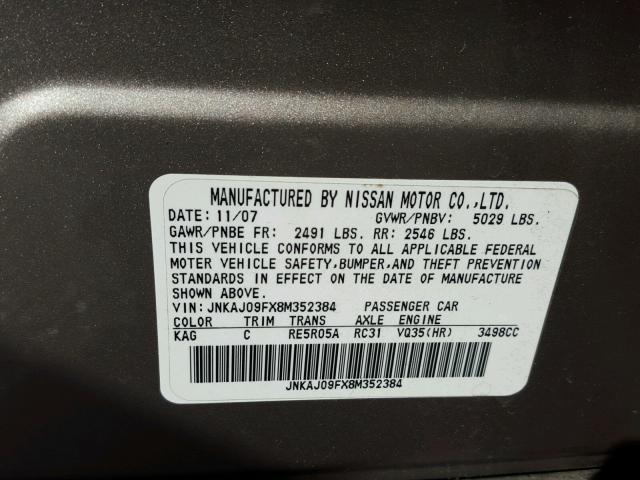 MANUFACTURED BY NISSAN MOTOR CO.,LTD.
DATE: 11/07 GVWR/PNBV: 5029 LBS.
GAWR/PNBE FR: 2491 LBS. RR: 2546 LBS.
THIS VEHICLE CONFORMS TO ALL APPLICABLE FEDERAL
MOTOR VEHICLE SAFETY,BUMPER,AND THEFT PREVENTION
STANDARDS IN EFFECT ON THE DATE OF MANUFACTURE
SHOWN ABOVE.
VIN: JNKAJ09FX8M352384 PASSENGER CAR
COLOR TRIM TRANS AXLE ENGINE
KAG C RE5R05A RC31 VQ35(HR) 3498CC
JNKAJ09FX8M352384